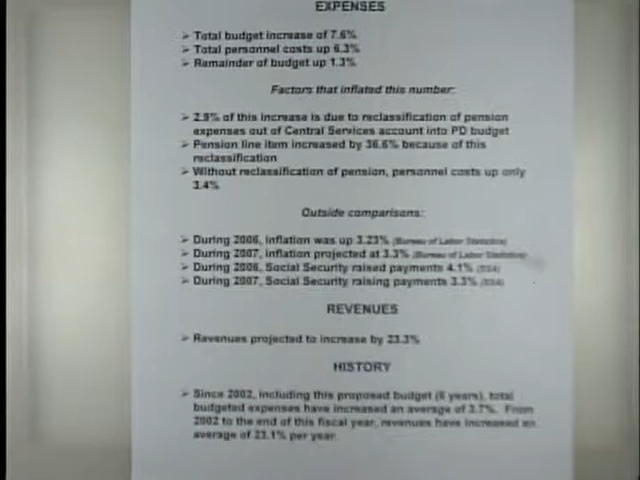 EXPENSES
➢ Total budget increase of 7.6%
➢ Total personnel costs up 6.3%
➢ Remainder of budget up 1.3%
Factors that inflated this number:
➢ 2.9% of this increase is due to reclassification of pension
expenses out of Central Services account into PD budget
➢ Pension line item increased by 36.6% because of this
reclassification
➢ Without reclassification of pension, personnel costs up only
3.4%
Outside comparisons:
➢ During 2006, inflation was up 3.23% (Bureau of Labor Statistics)
➢ During 2007, inflation projected at 3.3% (Bureau of Labor Statistics)
➢ During 2006, Social Security raised payments 4.1% (SSA)
➢ During 2007, Social Security raising payments 3.3% (SSA)
REVENUES
➢ Revenues projected to increase by 23.3%
HISTORY
➢ Since 2002, including this proposed budget (6 years), total
budgeted expenses have increased an average of 3.7%. From
2002 to the end of this fiscal year, revenues have increased an
average of 23.1% per year.